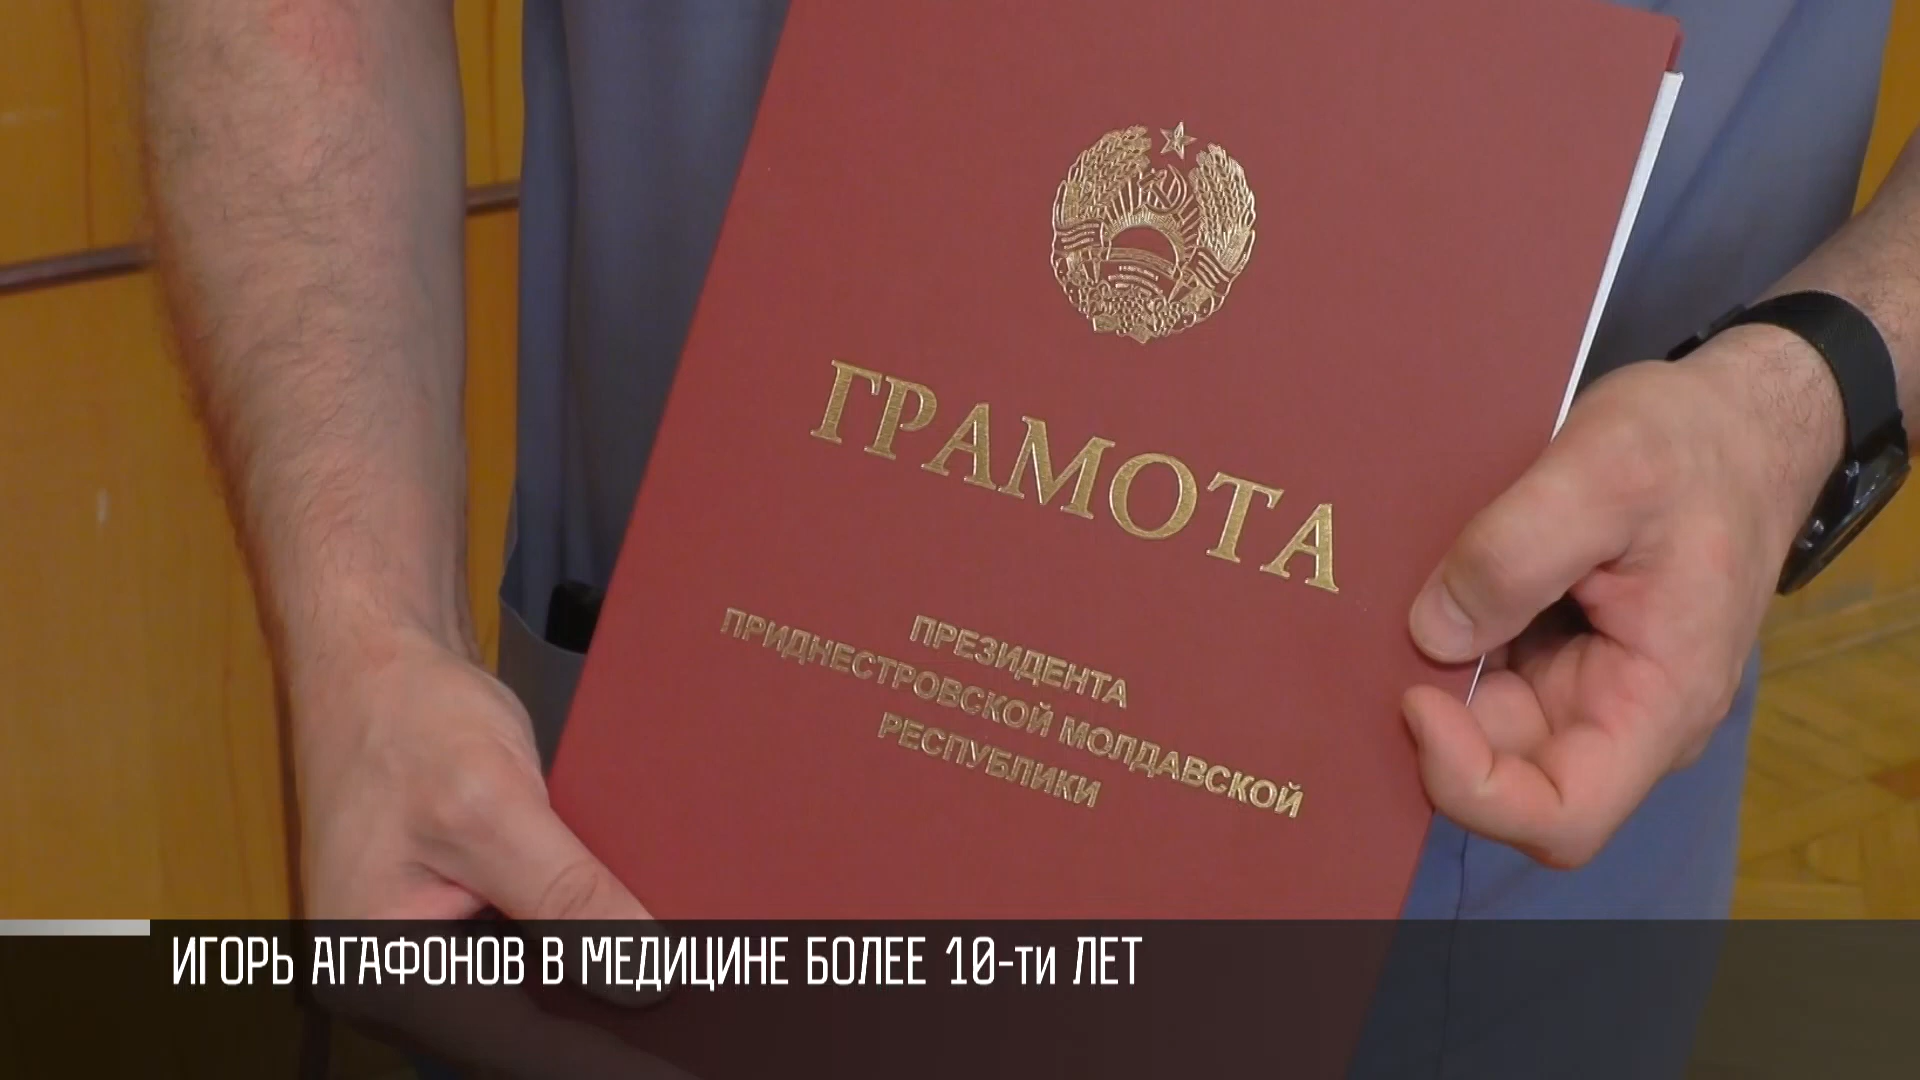 ГРАМОТА
ПРЕЗИДЕНТА
ПРИДНЕСТРОВСКОЙ МОЛДАВСКОЙ
РЕСПУБЛИКИ
ИГОРЬ АГАФОНОВ В МЕДИЦИНЕ БОЛЕЕ 10-ти ЛЕТ